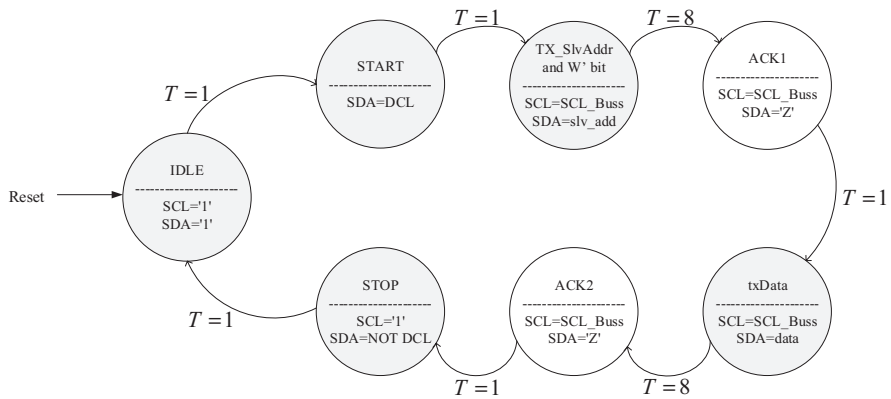 T=1
T=8
START
SDA=DCL
TX_SlvAddr
and W’ bit
SCL=SCL_Buss
SDA=slv_add
ACK1
SCL=SCL_Buss
SDA='Z'
T=1
IDLE
SCL='1'
SDA='1'
Reset
T=1
STOP
SCL='1'
SDA=NOT DCL
ACK2
SCL=SCL_Buss
SDA='Z'
txData
SCL=SCL_Buss
SDA=data
T=1
T=1
T=8